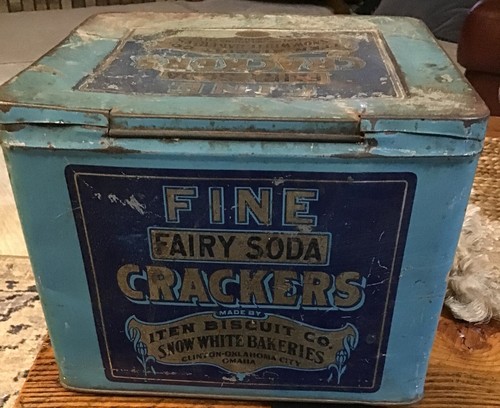 FINE
FAIRY SODA
CRACKERS
MADE BY
ITEN BISCUIT CO.
SNOW WHITE BAKERIES
CLINTON-OKLAHOMA CITY
OMAHA